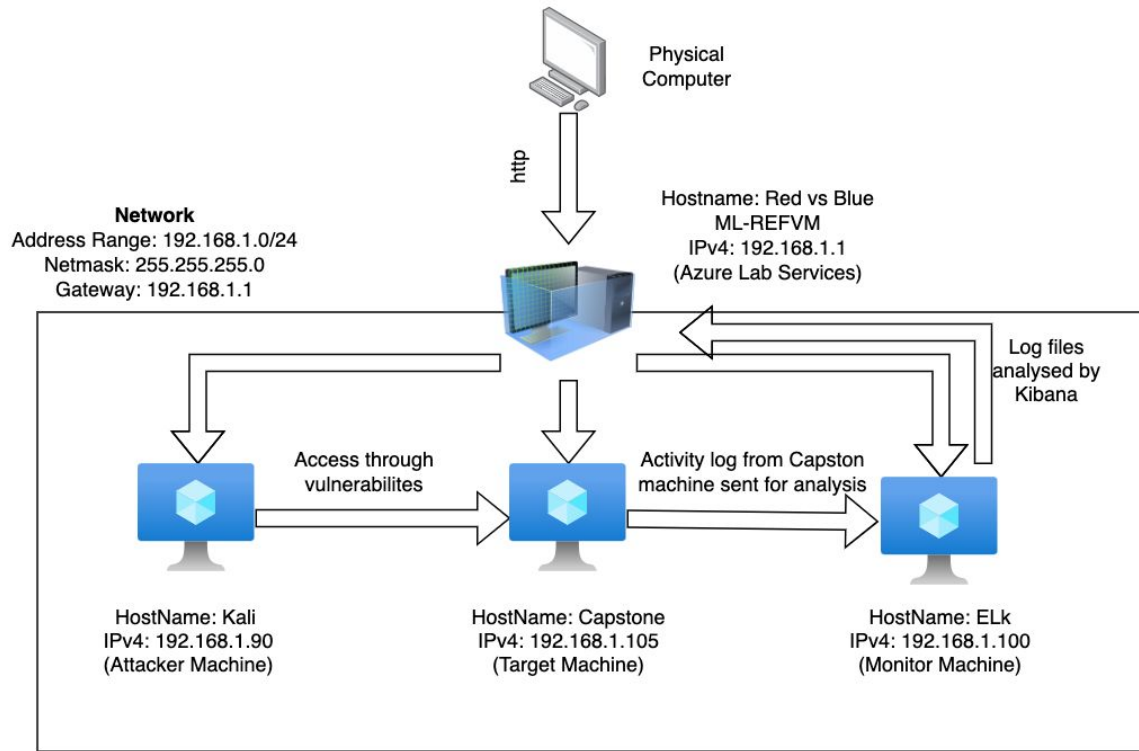 Physical
Computer
http
Hostname: Red vs Blue
ML-REFVM
IPv4: 192.168.1.1
(Azure Lab Services)
Network
Address Range: 192.168.1.0/24
Netmask: 255.255.255.0
Gateway: 192.168.1.1
Log files
analysed by
Kibana
Access through
vulnerabilites
Activity log from Capston
machine sent for analysis
HostName: Kali
IPv4: 192.168.1.90
(Attacker Machine)
HostName: Capstone
IPv4: 192.168.1.105
(Target Machine)
HostName: ELk
IPv4: 192.168.1.100
(Monitor Machine)